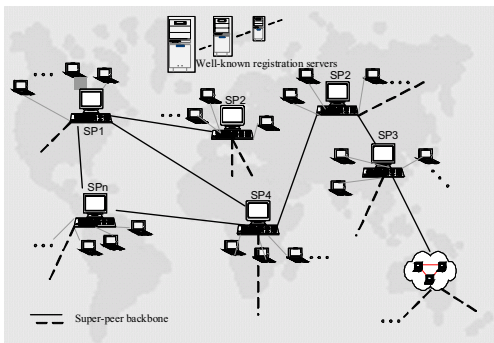 Well-known registration servers
SP2
SP1
SP2
SP3
SPn
SP4
Super-peer backbone